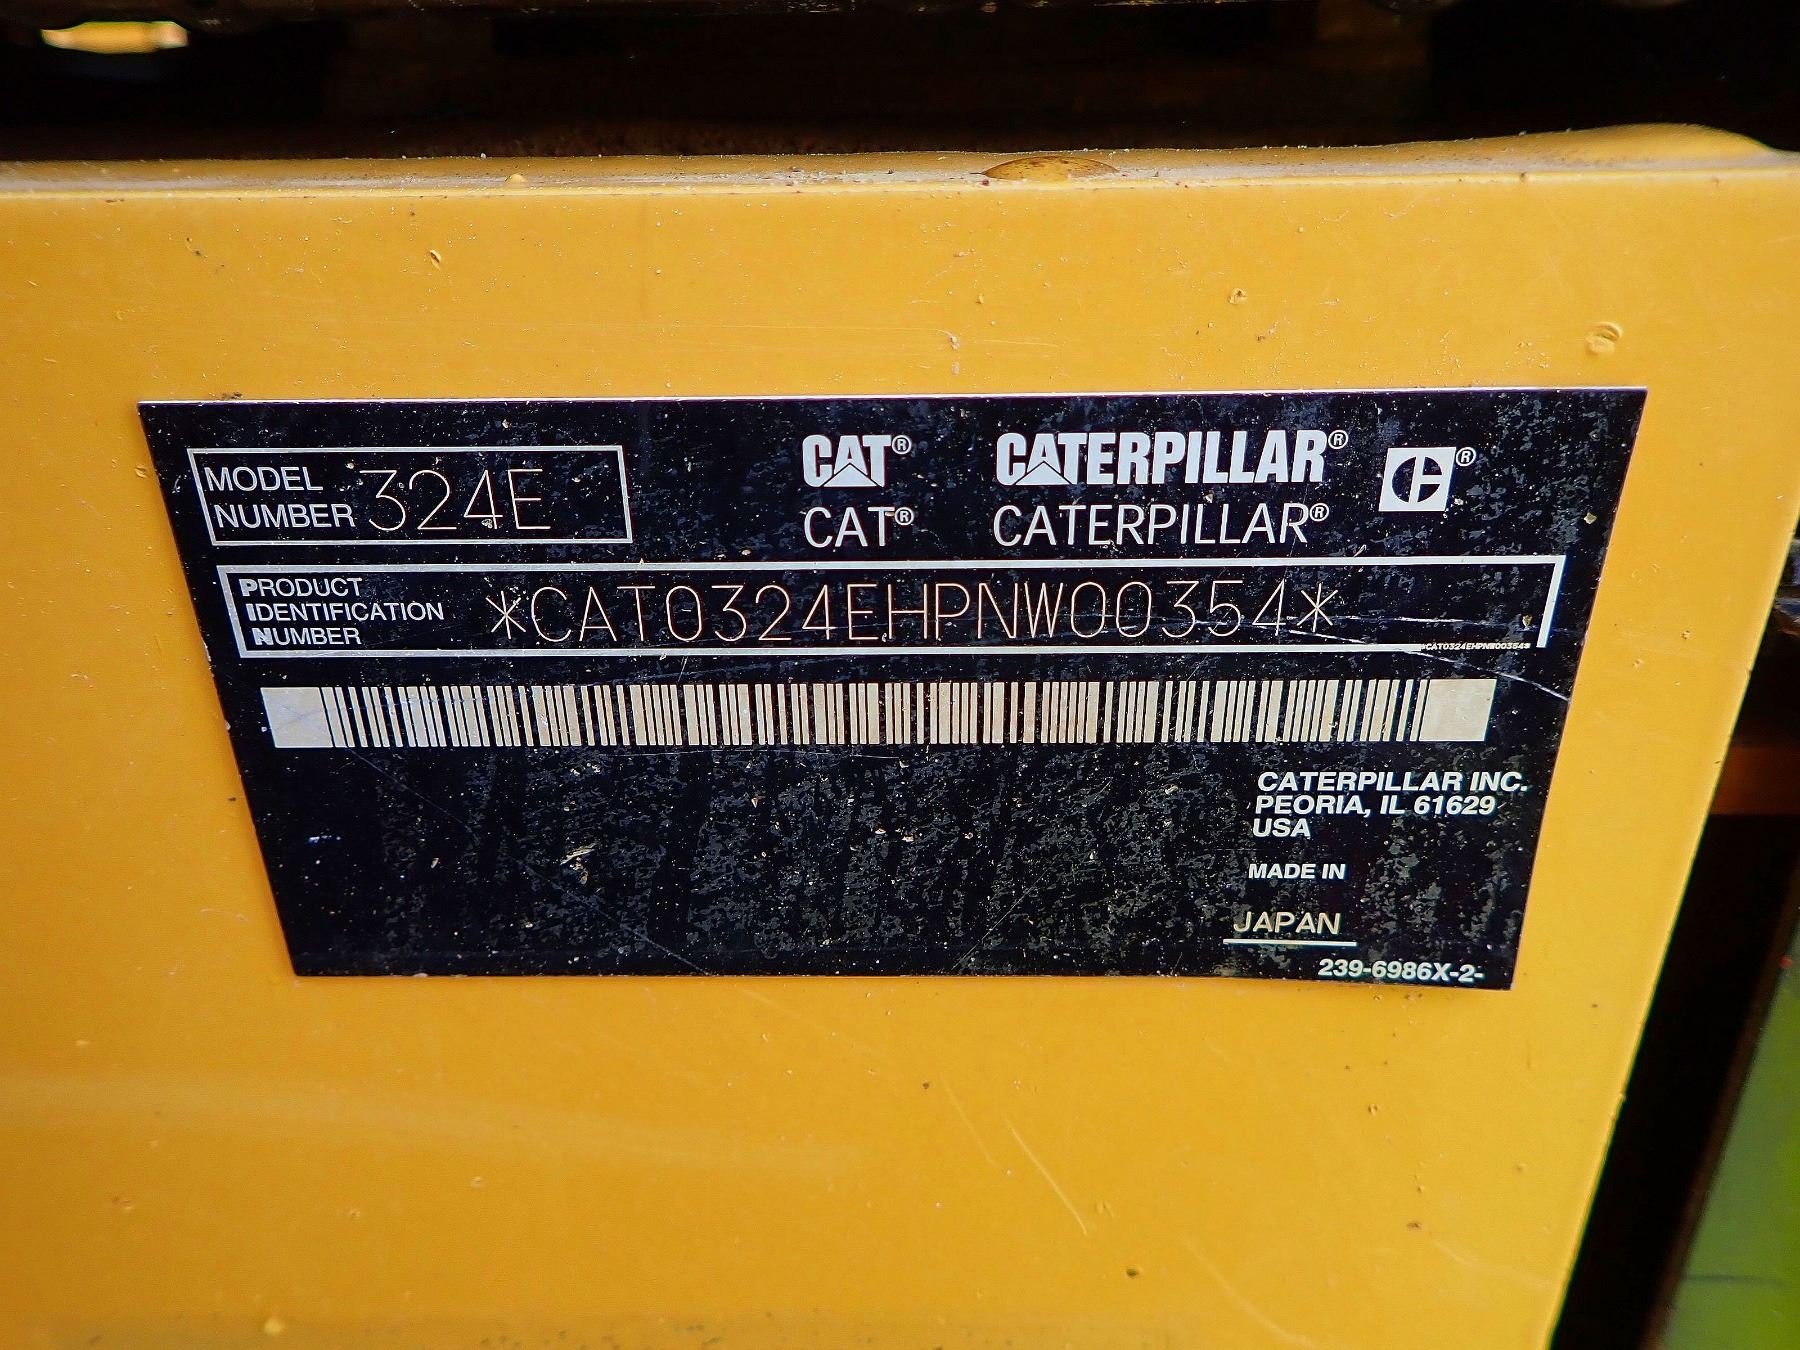 MODEL
NUMBER 324E
CAT® CATERPILLAR® ®
CAT® CATERPILLAR®
PRODUCT
IDENTIFICATION
NUMBER
*CAT0324EHPNW00354*
*CAT0324EHPNW00354*
CATERPILLAR INC.
PEORIA, IL 61629
USA
MADE IN
JAPAN
239-6986X-2-